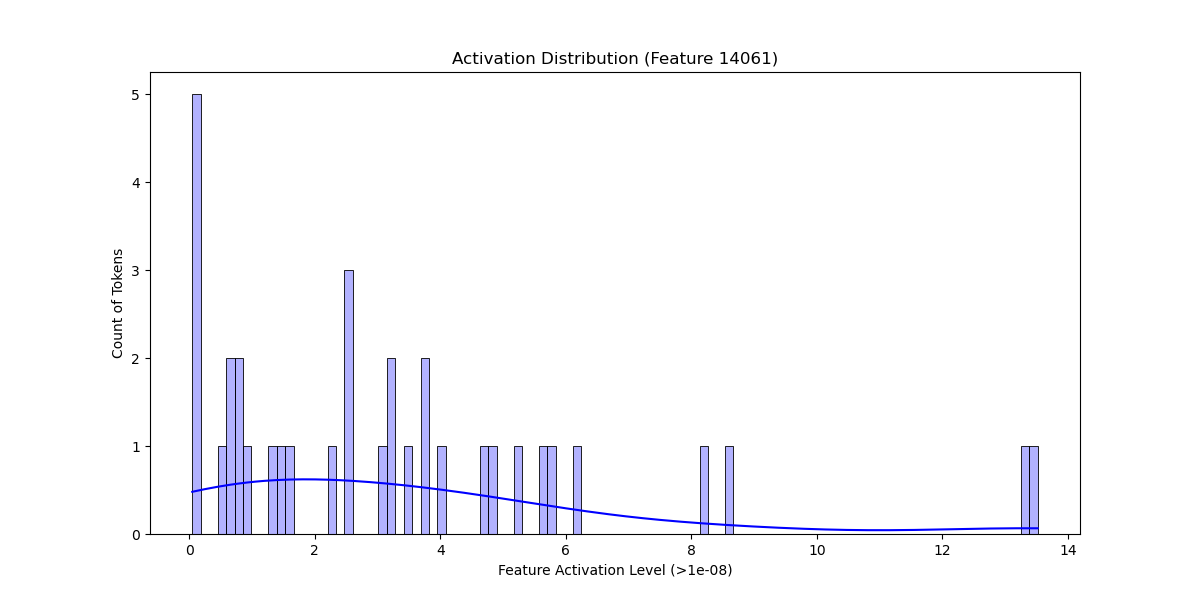 Activation Distribution (Feature 14061)
Count of Tokens
5
4
3
2
1
0
0 2 4 6 8 10 12 14
Feature Activation Level (>1e-08)